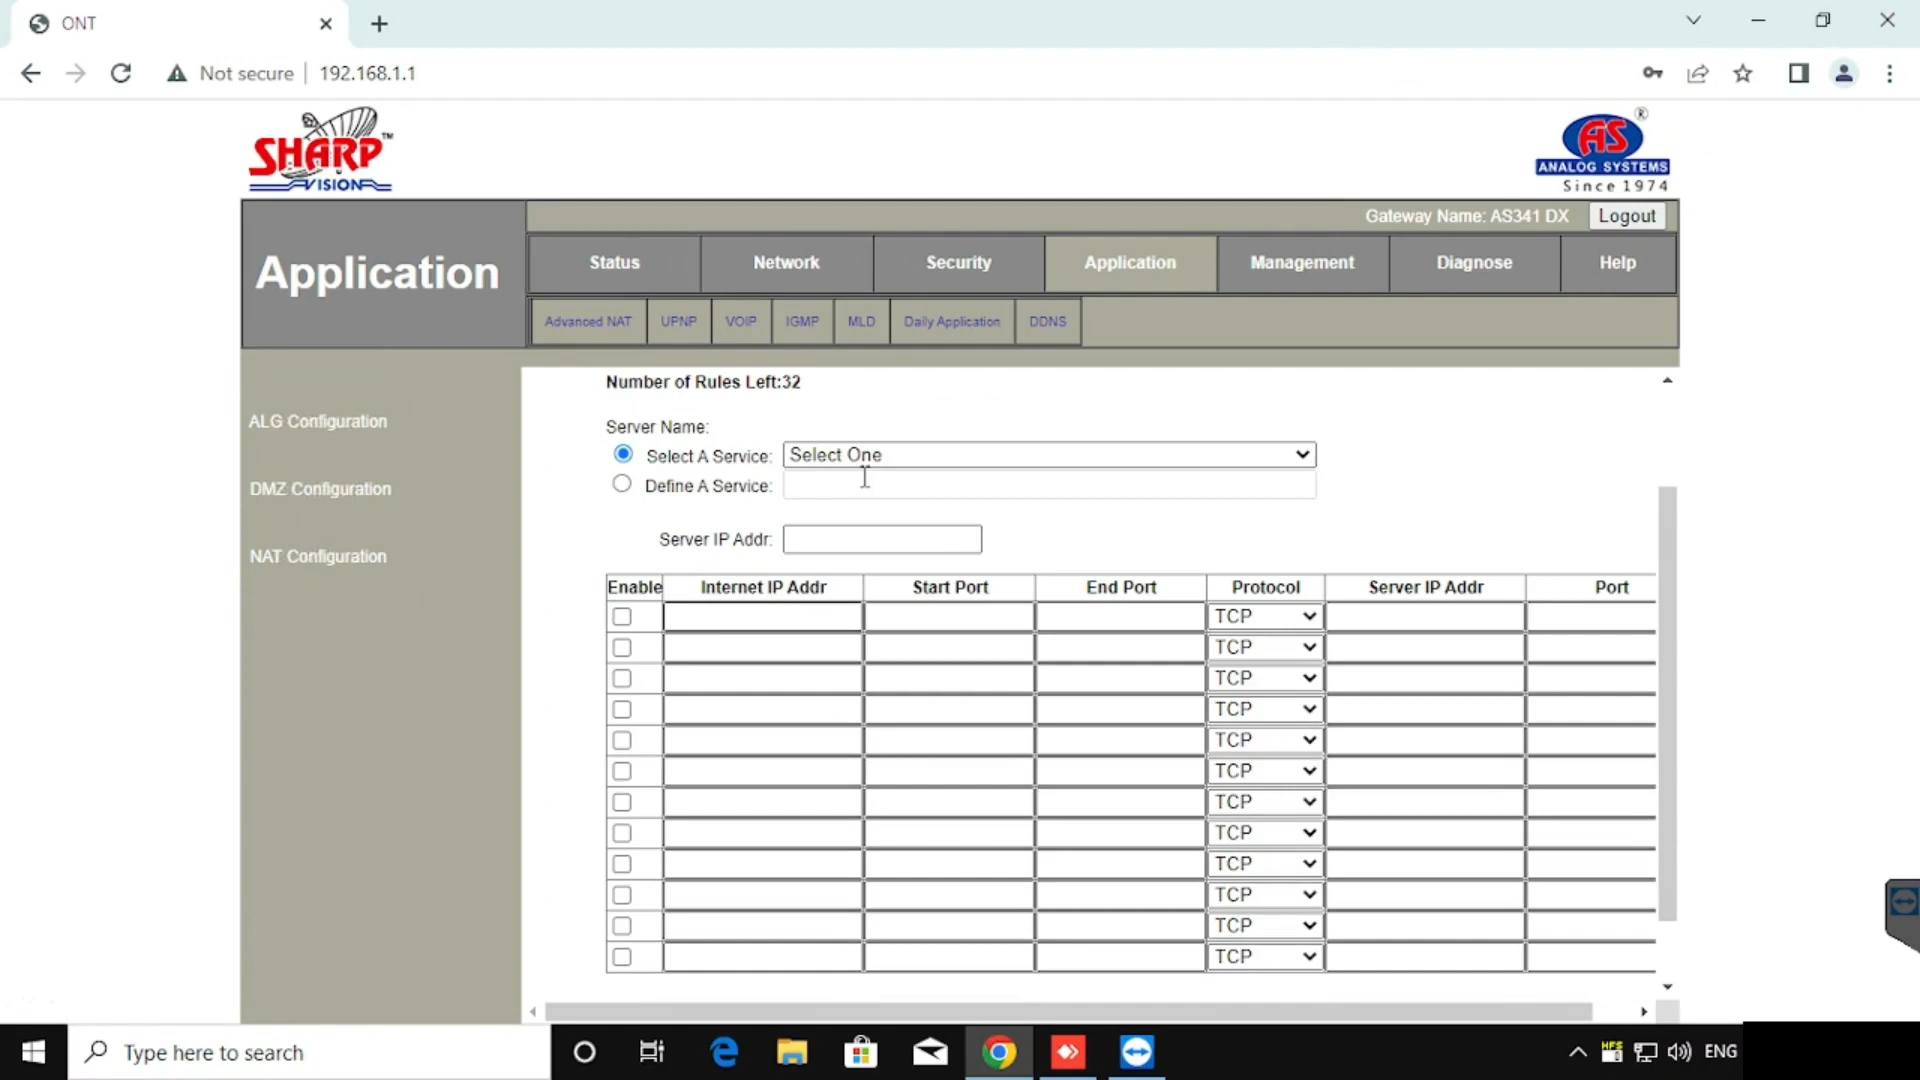 ONT
Not secure 192.168.1.1
SHARP™
VISION
AS®
ANALOG SYSTEMS
Since 1974
Gateway Name: AS341 DX Logout
Application
Status Network Security Application Management Diagnose Help
Advanced NAT UPNP VOIP IGMP MLD Daily Application DDNS
ALG Configuration
DMZ Configuration
NAT Configuration
Number of Rules Left:32
Server Name:
Select A Service: Select One
Define A Service:
Server IP Addr:
Enable Internet IP Addr Start Port End Port Protocol Server IP Addr Port
TCP
TCP
TCP
TCP
TCP
TCP
TCP
TCP
TCP
TCP
TCP
TCP
Type here to search
HFS
ENG